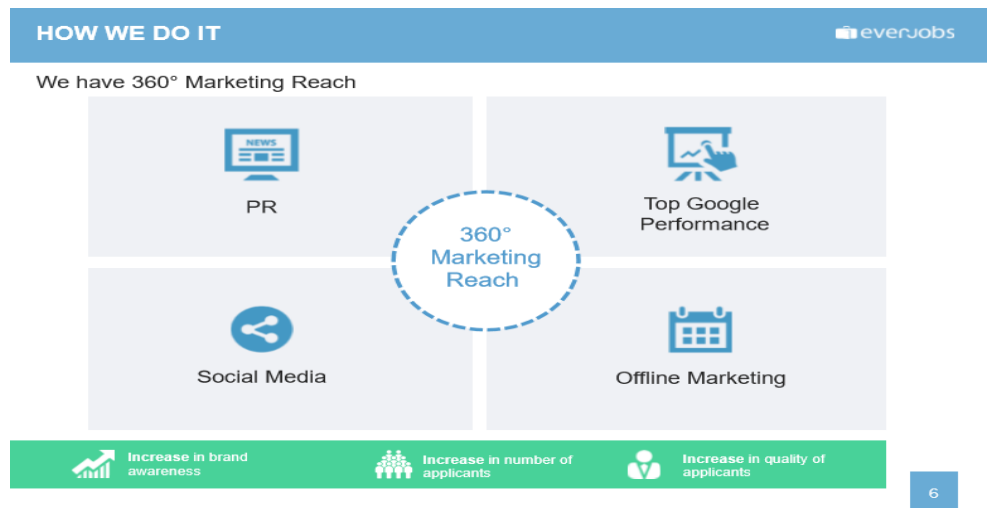 HOW WE DO IT
everjobs
We have 360° Marketing Reach
NEWS
PR
Top Google
Performance
360°
Marketing
Reach
Social Media
Offline Marketing
Increase in brand
awareness
Increase in number of
applicants
Increase in quality of
applicants
6